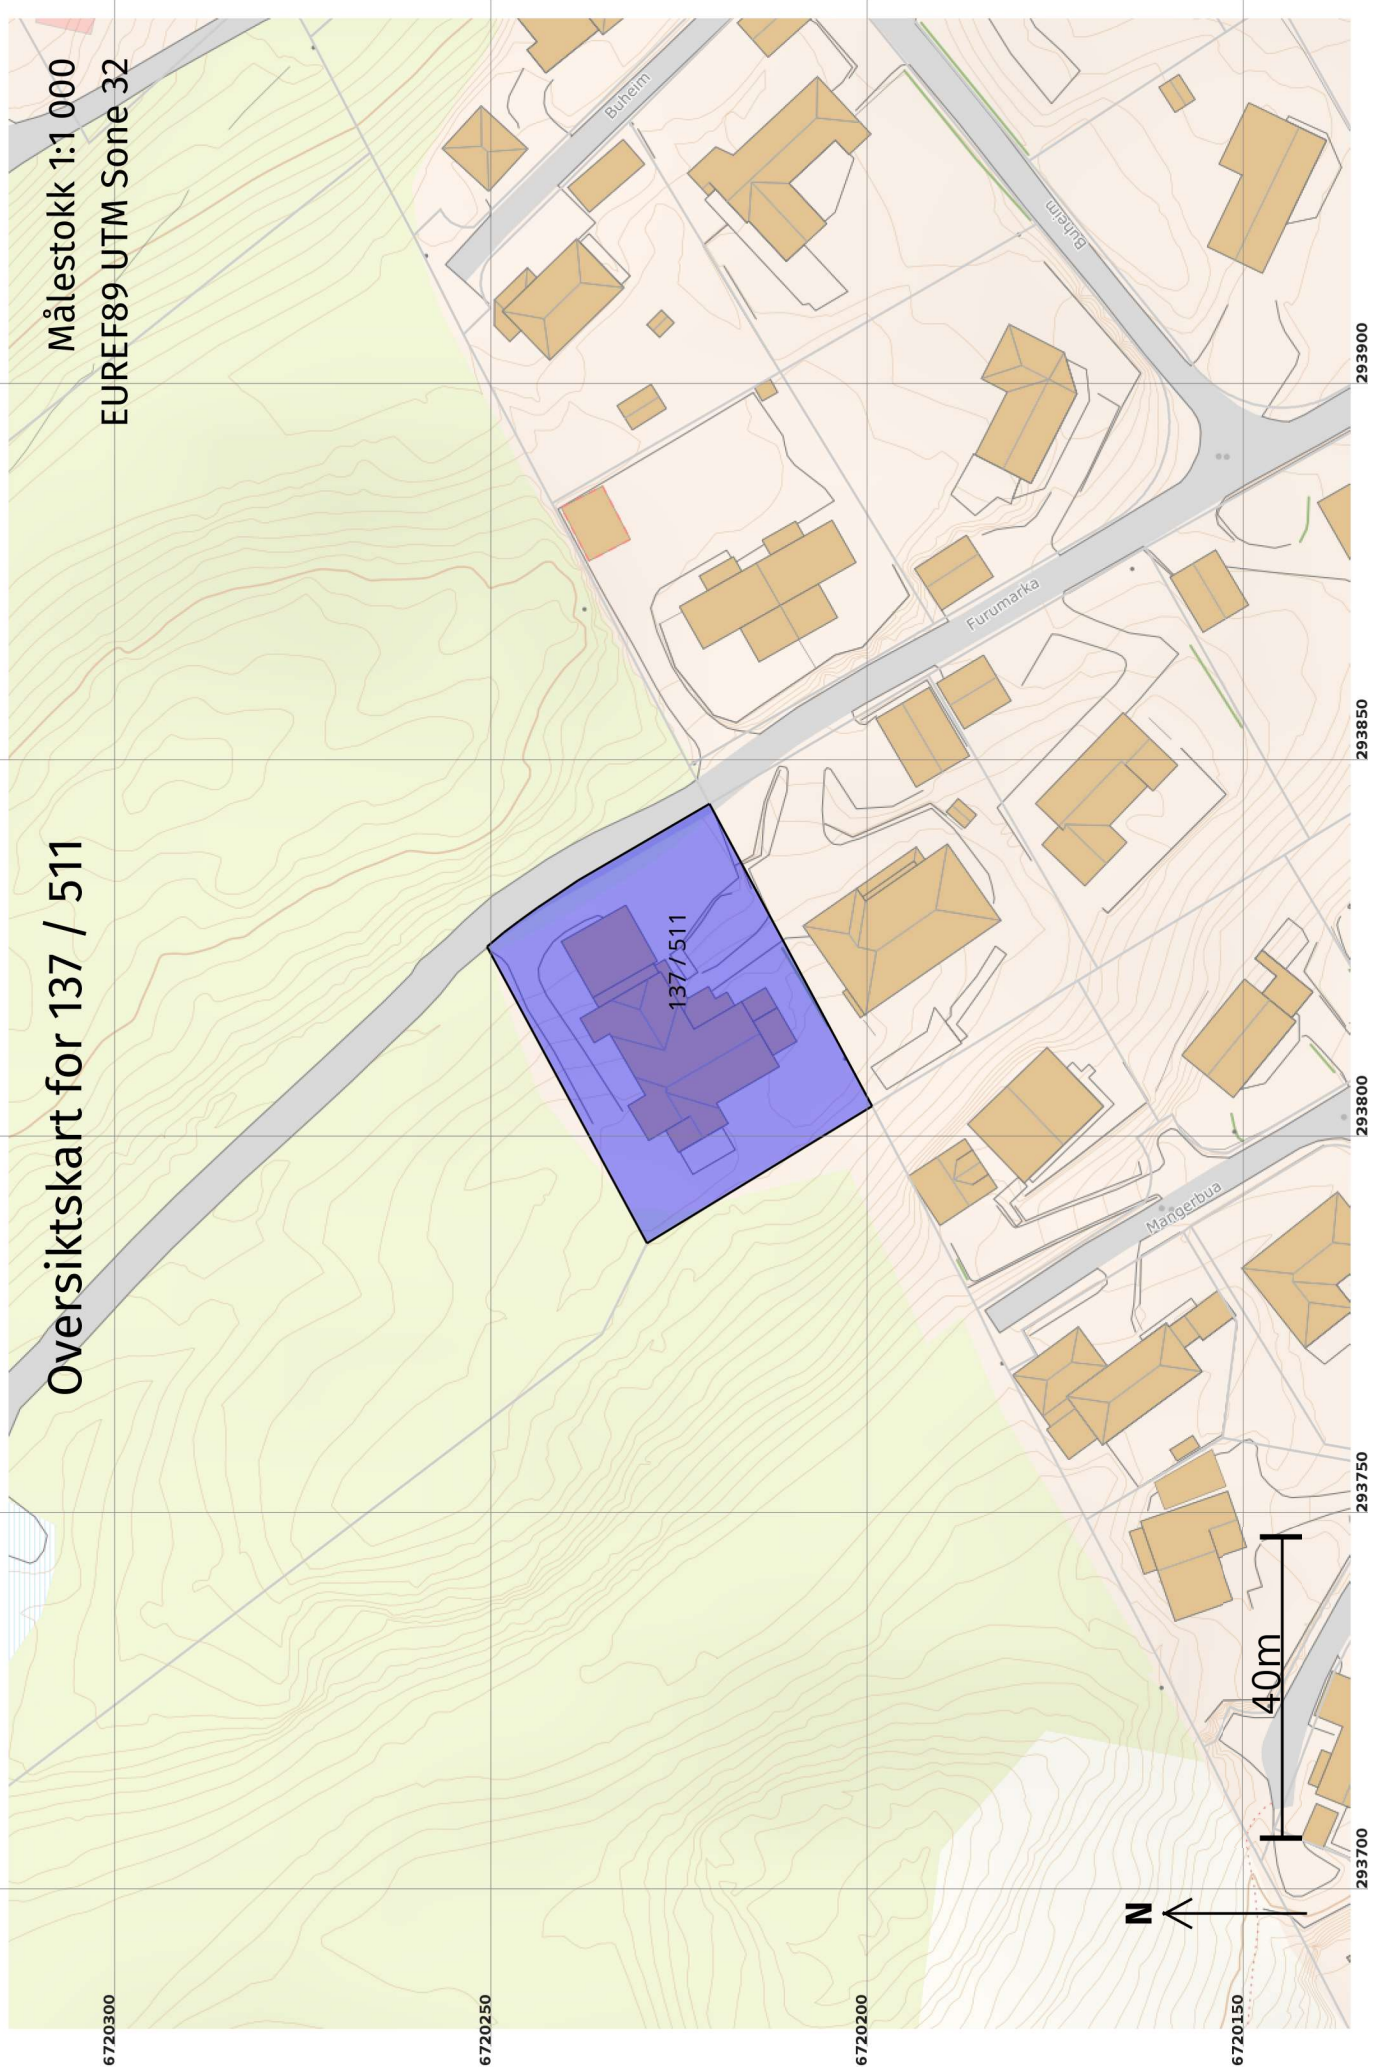 Oversiktskart for 137 / 511
Målestokk 1:1 000
EUREF89 UTM Sone 32
6720300
6720250
6720200
6720150
293700
293750
293800
293850
293900
137 / 511
Buheim
Buheim
Furumarka
Mangerbua
40m
N